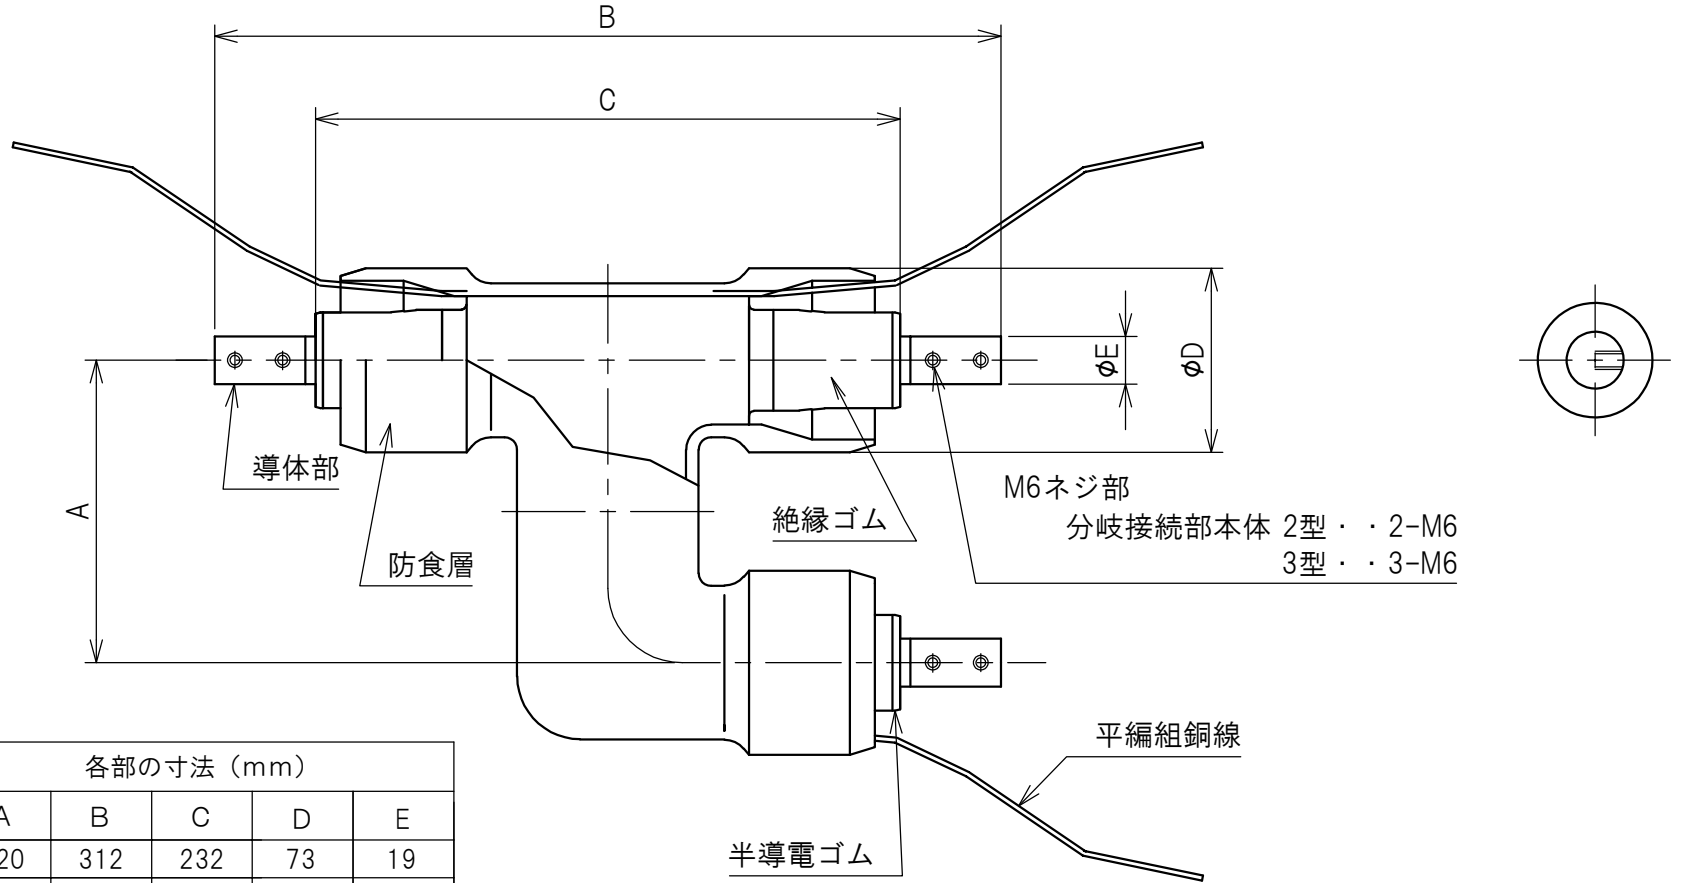 B
C
φE
φD
導体部
A
M6ネジ部
絶縁ゴム
分岐接続部本体 2型・・2-M6
3型・・3-M6
防食層
平編組銅線
各部の寸法（mm）
B C D E
312 232 73 19
半導電ゴム